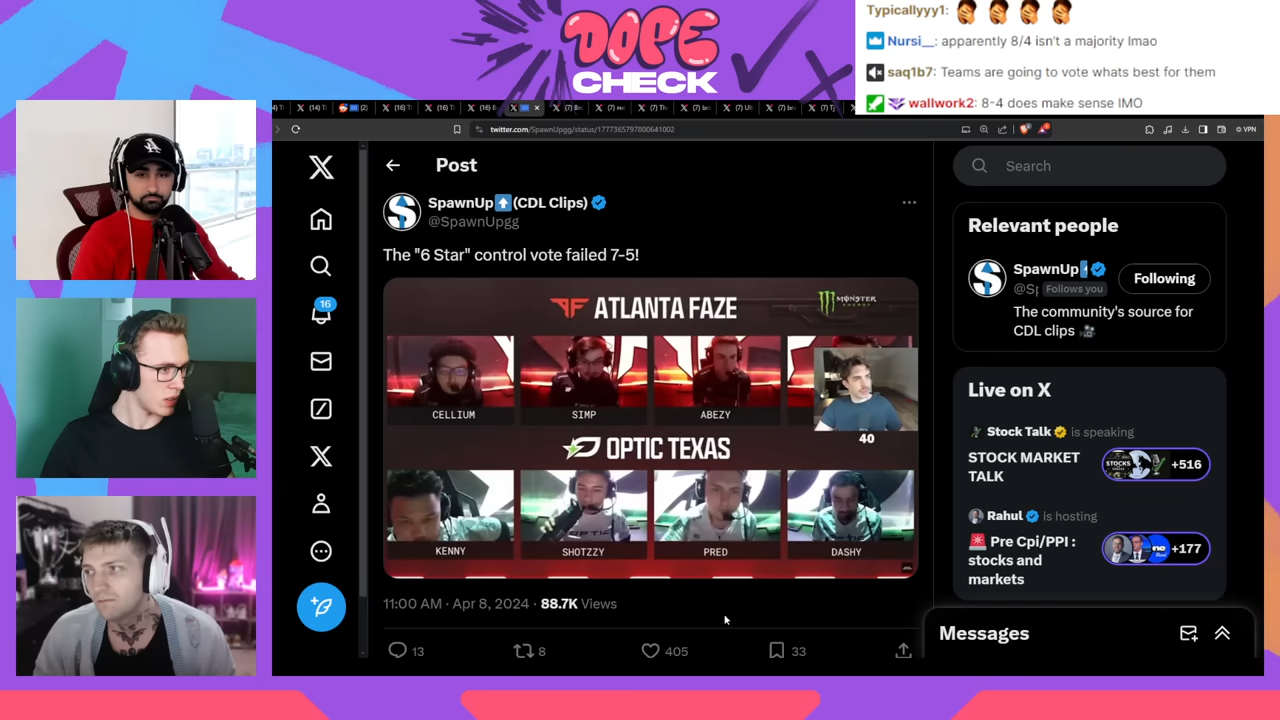 DOPE
CHECK
Typicallyyy1:
Nursi__: apparently 8/4 isn't a majority lmao
saq1b7: Teams are going to vote whats best for them
wallwork2: 8-4 does make sense IMO
twitter.com/SpawnUpgg/status/1777365797800641002
VPN
Post
Search
SpawnUp (CDL Clips)
@SpawnUpgg
The "6 Star" control vote failed 7-5!
ATLANTA FAZE
MONSTER
ENERGY
CELLIUM
SIMP
ABEZY
40
OPTIC TEXAS
KENNY
SHOTZZY
PRED
DASHY
11:00 AM · Apr 8, 2024 · 88.7K Views
13
8
405
33
16
Relevant people
SpawnUp
@Sp Follows you
Following
The community's source for
CDL clips
Live on X
Stock Talk is speaking
STOCK MARKET
TALK
STOCKS
+516
Rahul is hosting
Pre Cpi/PPI :
stocks and
markets
+177
Messages